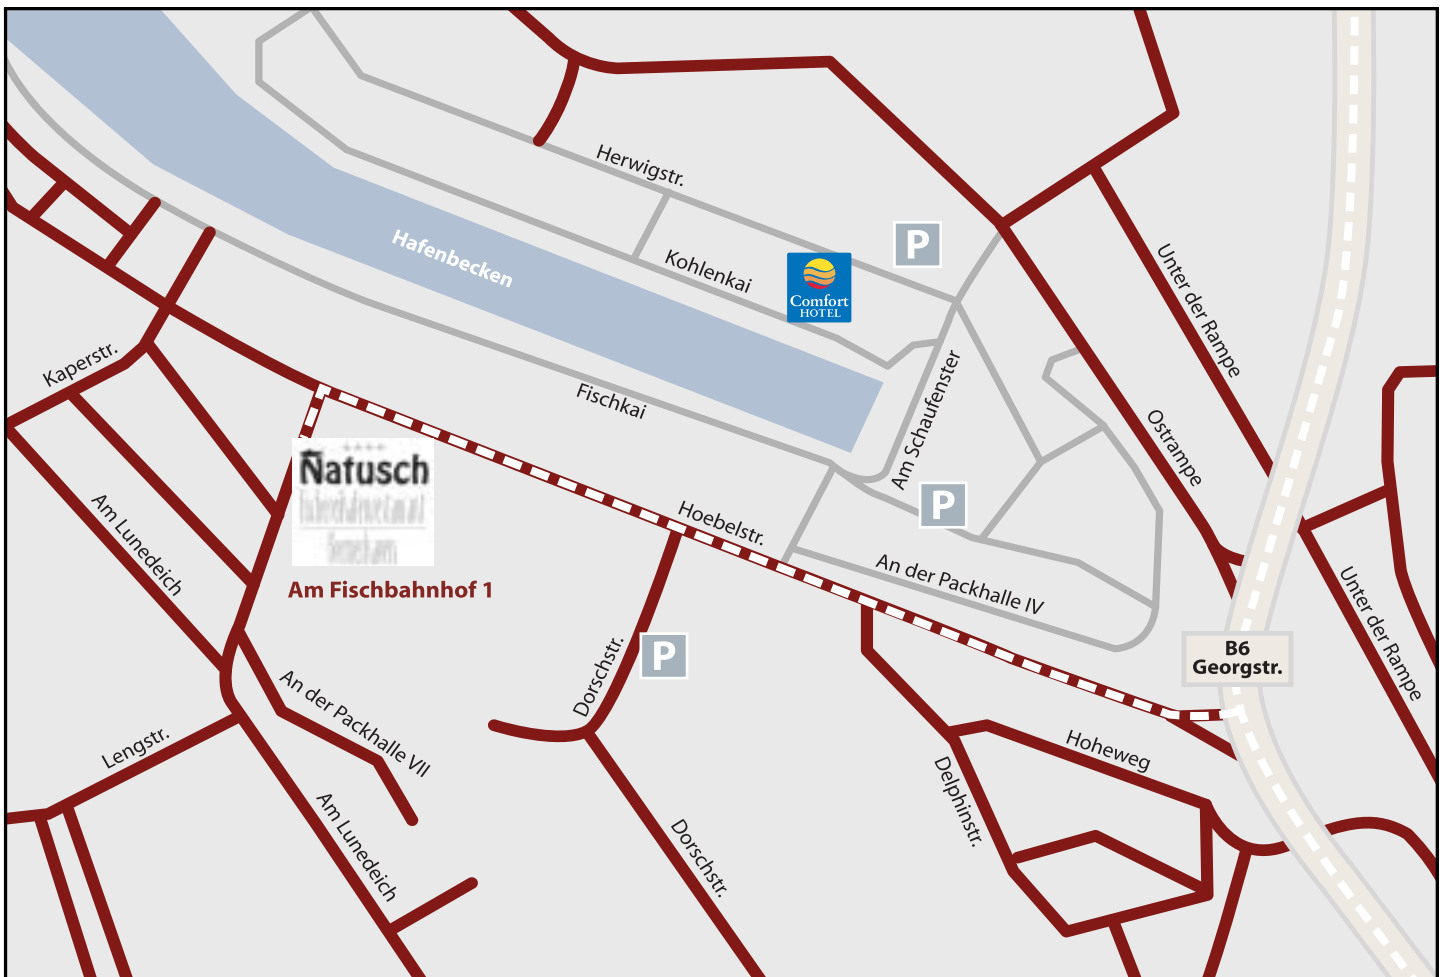 Herwigstr.
P
Hafenbecken
Kohlenkai
Comfort
HOTEL
Unter der Rampe
Kaperstr.
Fischkai
Am Schaufenster
Ostrampe
Natusch
Am Lunedeich
Hoebelstr.
P
An der Packhalle IV
Am Fischbahnhof 1
Unter der Rampe
B6
Georgstr.
Dorschstr.
P
An der Packhalle VII
Lengstr.
Hoheweg
Delphinstr.
Am Lunedeich
Dorschstr.